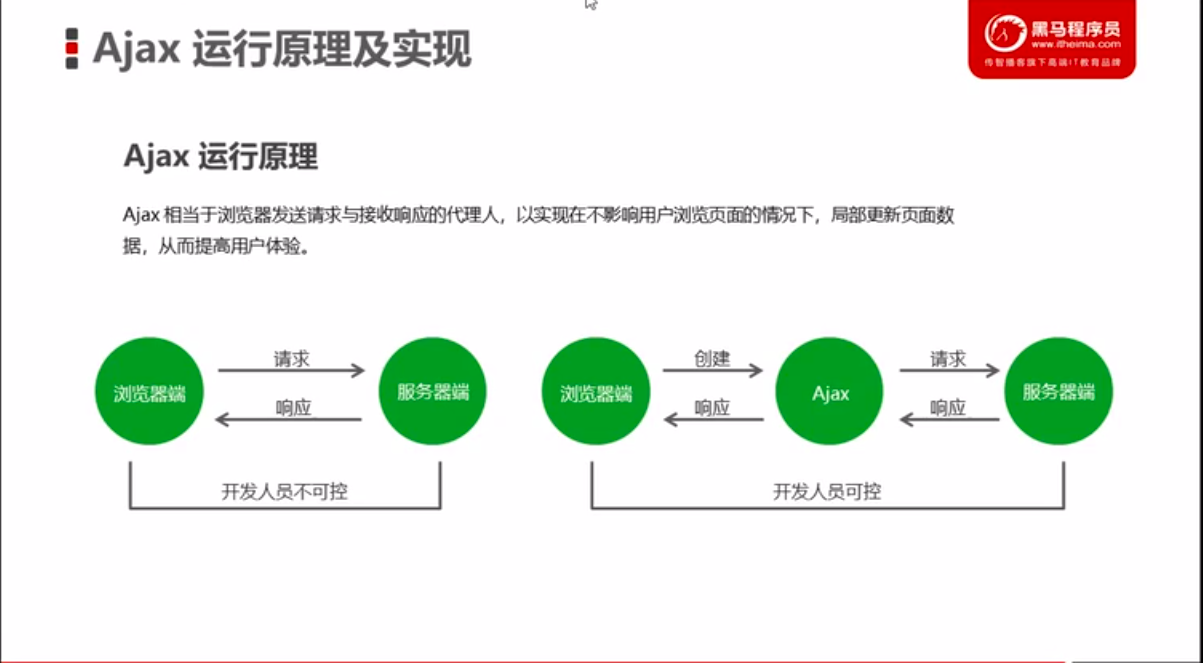 Ajax 运行原理及实现
黑马程序员
www.itheima.com
传智播客旗下高端IT教育品牌
Ajax 运行原理
Ajax 相当于浏览器发送请求与接收响应的代理人，以实现在不影响用户浏览页面的情况下，局部更新页面数
据，从而提高用户体验。
浏览器端
请求
响应
服务器端
开发人员不可控
浏览器端
创建
响应
Ajax
请求
响应
服务器端
开发人员可控